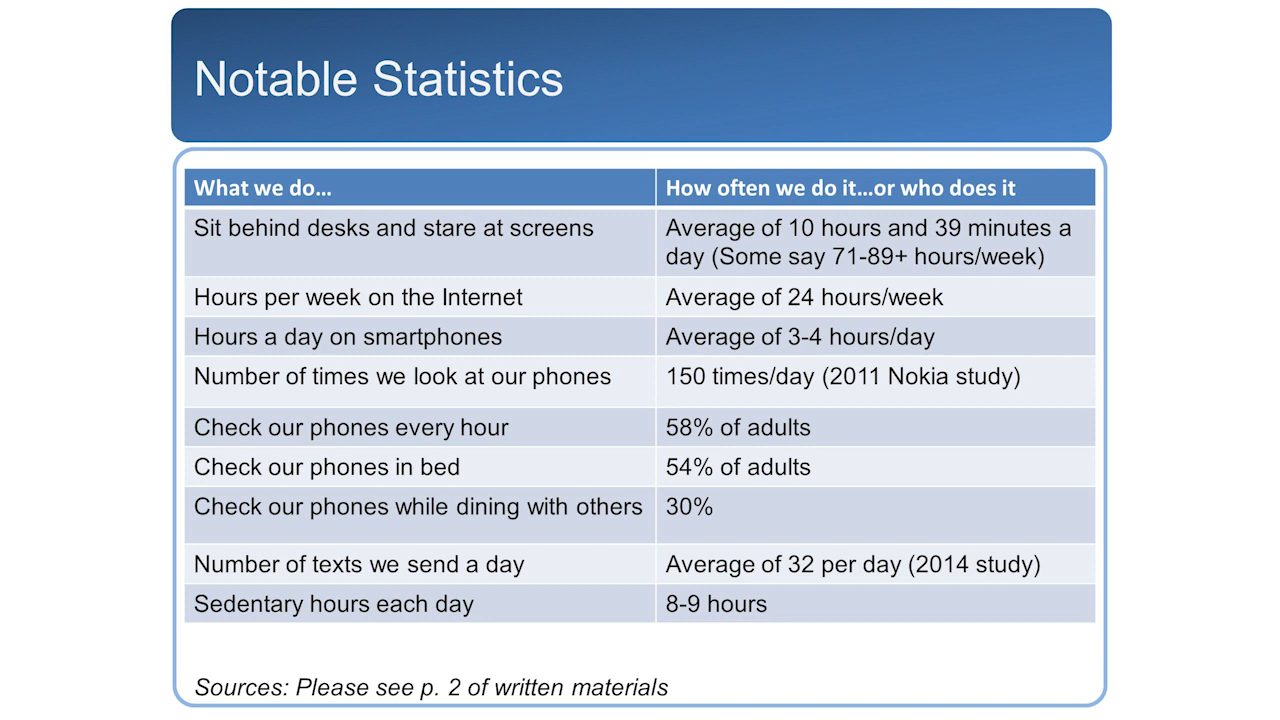 Notable Statistics
What we do…
How often we do it…or who does it
Sit behind desks and stare at screens
Average of 10 hours and 39 minutes a
day (Some say 71-89+ hours/week)
Hours per week on the Internet
Average of 24 hours/week
Hours a day on smartphones
Average of 3-4 hours/day
Number of times we look at our phones
150 times/day (2011 Nokia study)
Check our phones every hour
58% of adults
Check our phones in bed
54% of adults
Check our phones while dining with others
30%
Number of texts we send a day
Average of 32 per day (2014 study)
Sedentary hours each day
8-9 hours
Sources: Please see p. 2 of written materials